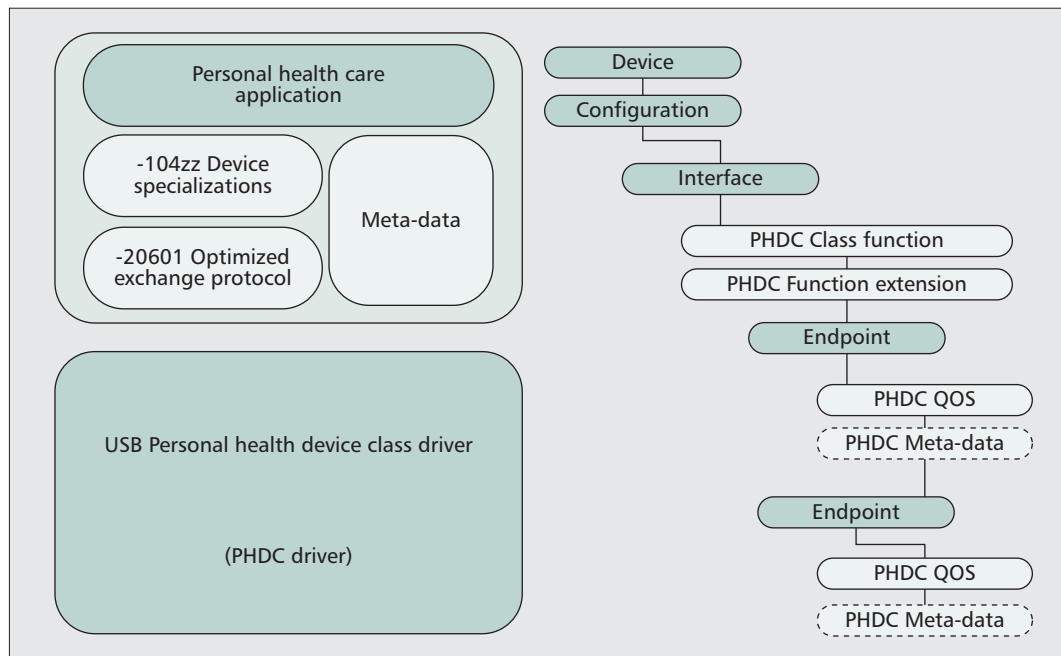 Personal health care
application
-104zz Device
specializations
-20601 Optimized
exchange protocol
Meta-data
USB Personal health device class driver
(PHDC driver)
Device
Configuration
Interface
PHDC Class function
PHDC Function extension
Endpoint
PHDC QOS
PHDC Meta-data
Endpoint
PHDC QOS
PHDC Meta-data